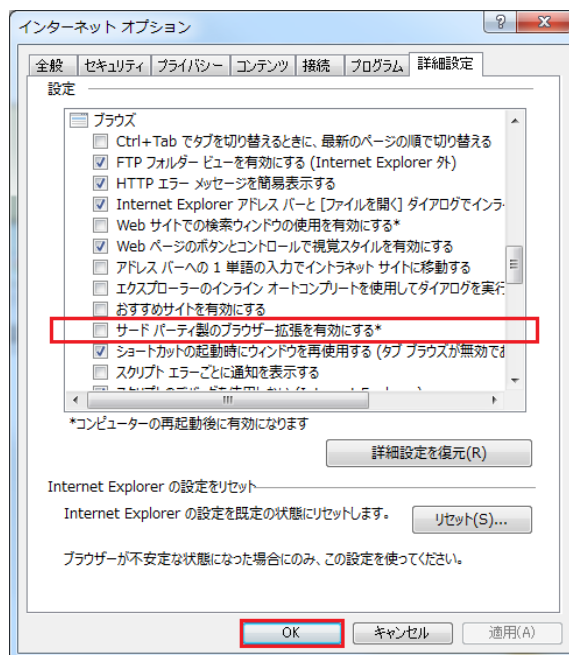 インターネット オプション
全般 セキュリティ プライバシー コンテンツ 接続 プログラム 詳細設定
設定
ブラウズ
Ctrl+Tab でタブを切り替えるときに、最新のページの順で切り替える
FTP フォルダー ビューを有効にする (Internet Explorer 外)
HTTP エラー メッセージを簡易表示する
Internet Explorer アドレス バーと [ファイルを開く] ダイアログでインラ
Web サイトでの検索ウィンドウの使用を有効にする*
Web ページのボタンとコントロールで視覚スタイルを有効にする
アドレス バーへの 1 単語の入力でイントラネット サイトに移動する
エクスプローラーのインライン オートコンプリートを使用してダイアログを実行
おすすめサイトを有効にする
サード パーティ製のブラウザー拡張を有効にする*
ショートカットの起動時にウィンドウを再使用する (タブ ブラウズが無効で
スクリプト エラーごとに通知を表示する
*コンピューターの再起動後に有効になります
詳細設定を復元(R)
Internet Explorer の設定をリセット
Internet Explorer の設定を既定の状態にリセットします。
リセット(S)...
ブラウザーが不安定な状態になった場合にのみ、この設定を使ってください。
OK キャンセル 適用(A)